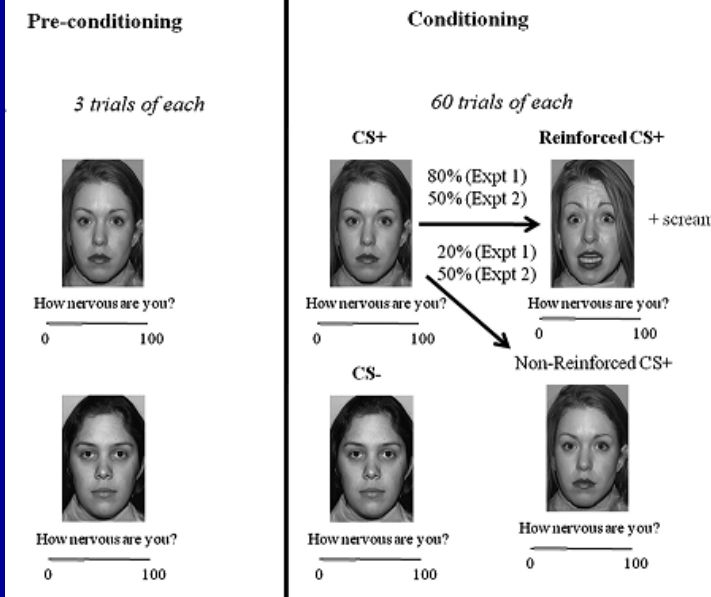 Pre-conditioning
3 trials of each
How nervous are you?
0 100
How nervous are you?
0 100
Conditioning
60 trials of each
CS+
Reinforced CS+
80% (Expt 1)
50% (Expt 2)
+ scream
20% (Expt 1)
50% (Expt 2)
How nervous are you?
0 100
How nervous are you?
0 100
Non-Reinforced CS+
CS-
How nervous are you?
0 100
How nervous are you?
0 100